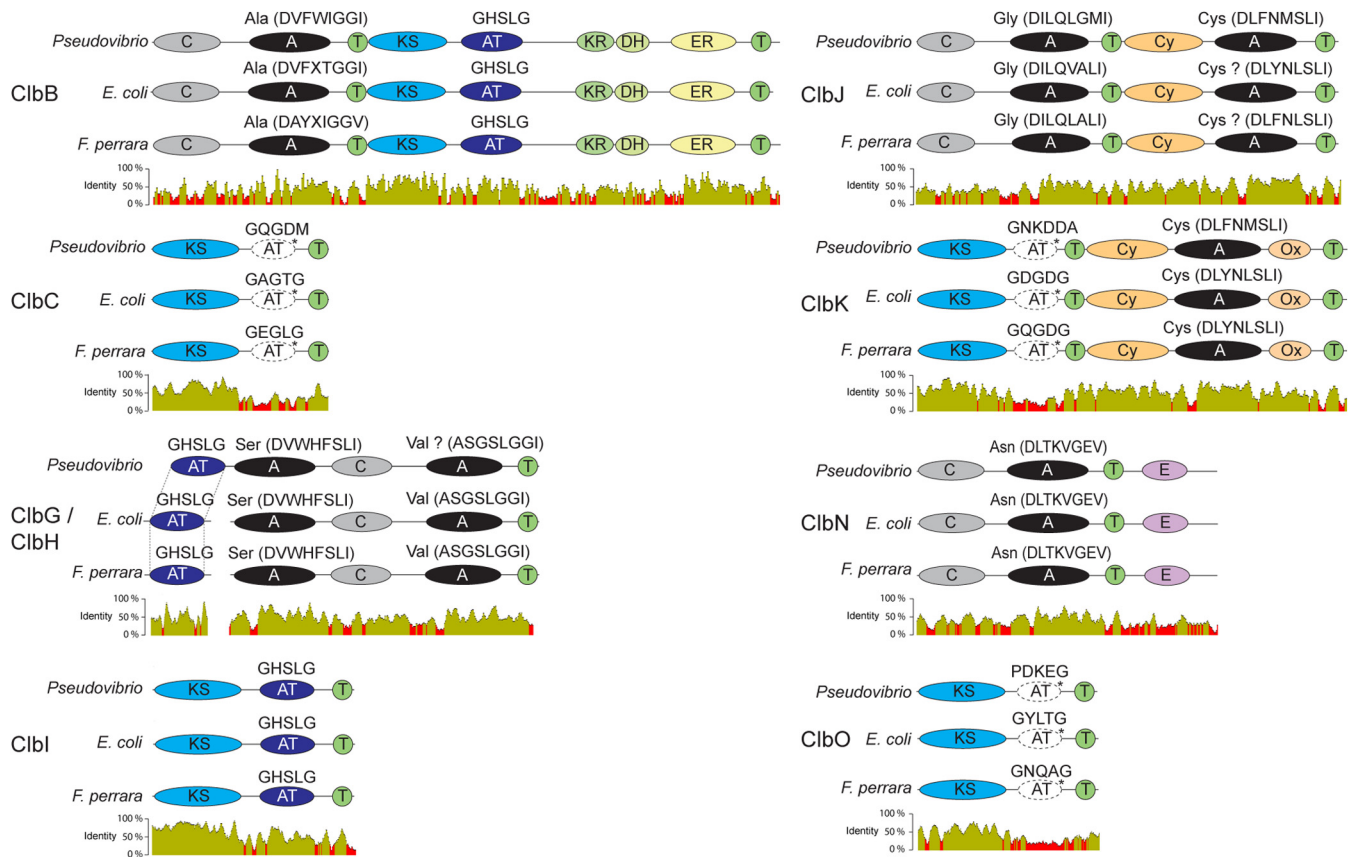 Ala (DVFWIGGI) GHSLG
Pseudovibrio C A T KS AT KR DH ER T
Ala (DVFXTGGI) GHSLG
ClbB E. coli C A T KS AT KR DH ER T
Ala (DAYXIGGV) GHSLG
F. perrara C A T KS AT KR DH ER T
100 %
Identity 50 %
0 %
GQGDM
Pseudovibrio KS AT* T
GAGTG
ClbC E. coli KS AT* T
GEGLG
F. perrara KS AT* T
100 %
Identity 50 %
0 %
GHSLG Ser (DVWHFSLI) Val ? (ASGSLGGI)
Pseudovibrio AT A C A T
GHSLG Ser (DVWHFSLI) Val (ASGSLGGI)
ClbG / ClbH E. coli AT A C A T
GHSLG Ser (DVWHFSLI) Val (ASGSLGGI)
F. perrara AT A C A T
100 %
Identity 50 %
0 %
GHSLG
Pseudovibrio KS AT T
GHSLG
ClbI E. coli KS AT T
GHSLG
F. perrara KS AT T
100 %
Identity 50 %
0 %
Gly (DILQLGMI) Cys (DLFNMSLI)
Pseudovibrio C A T Cy A T
Gly (DILQVALI) Cys ? (DLYNLSLI)
ClbJ E. coli C A T Cy A T
Gly (DILQLALI) Cys ? (DLFNLSLI)
F. perrara C A T Cy A T
100 %
Identity 50 %
0 %
GNKDDA Cys (DLFNMSLI)
Pseudovibrio KS AT* T Cy A Ox T
GDGDG Cys (DLYNLSLI)
ClbK E. coli KS AT* T Cy A Ox T
GQGDG Cys (DLYNLSLI)
F. perrara KS AT* T Cy A Ox T
100 %
Identity 50 %
0 %
Asn (DLTKVGEV)
Pseudovibrio C A T E
Asn (DLTKVGEV)
ClbN E. coli C A T E
Asn (DLTKVGEV)
F. perrara C A T E
100 %
Identity 50 %
0 %
PDKEG
Pseudovibrio KS AT* T
GYLTG
ClbO E. coli KS AT* T
GNQAG
F. perrara KS AT* T
100 %
Identity 50 %
0 %